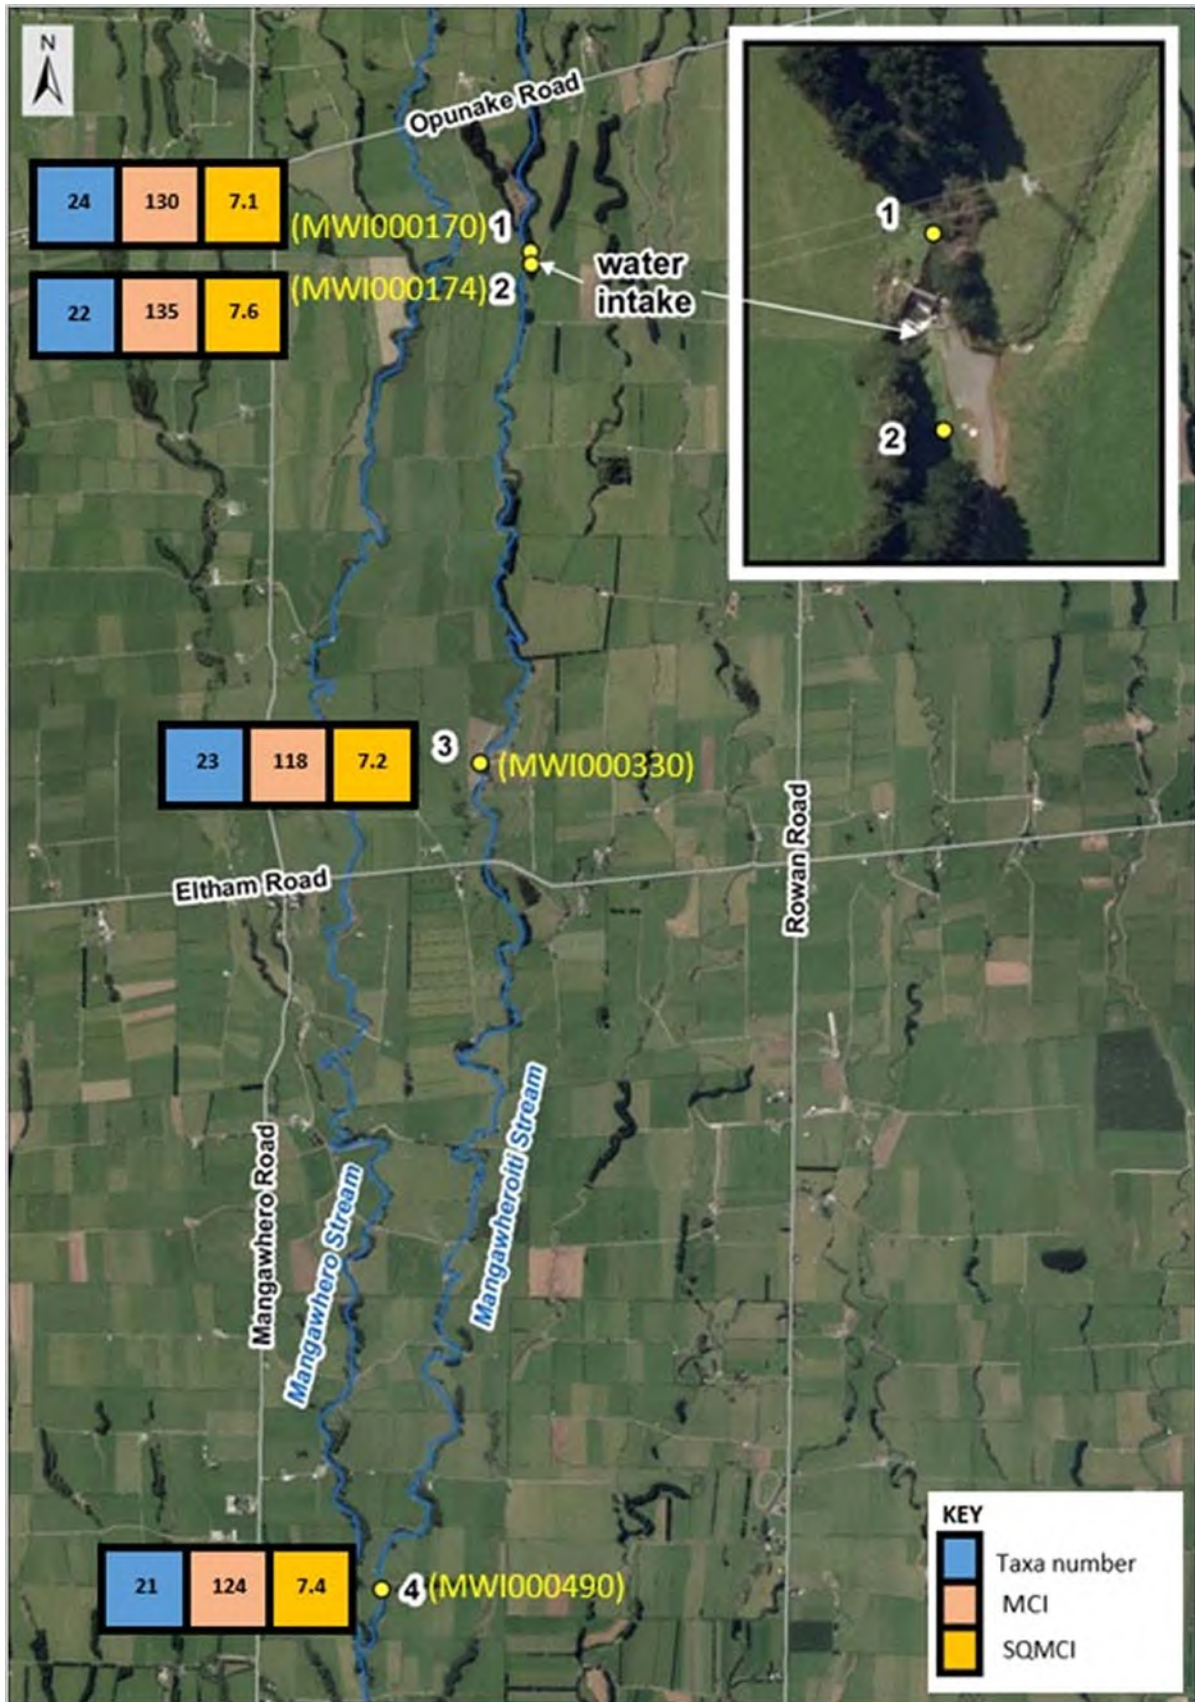 N
Opunake Road
24 130 7.1
(MWI000170) 1
(MWI000174) 2
22 135 7.6
water
intake
1
2
23 118 7.2
3 (MWI000330)
Eltham Road
Rowan Road
Mangawhero Road
Mangawhero Stream
Mangawheroiti Stream
21 124 7.4
4 (MWI000490)
KEY
Taxa number
MCI
SQMCI